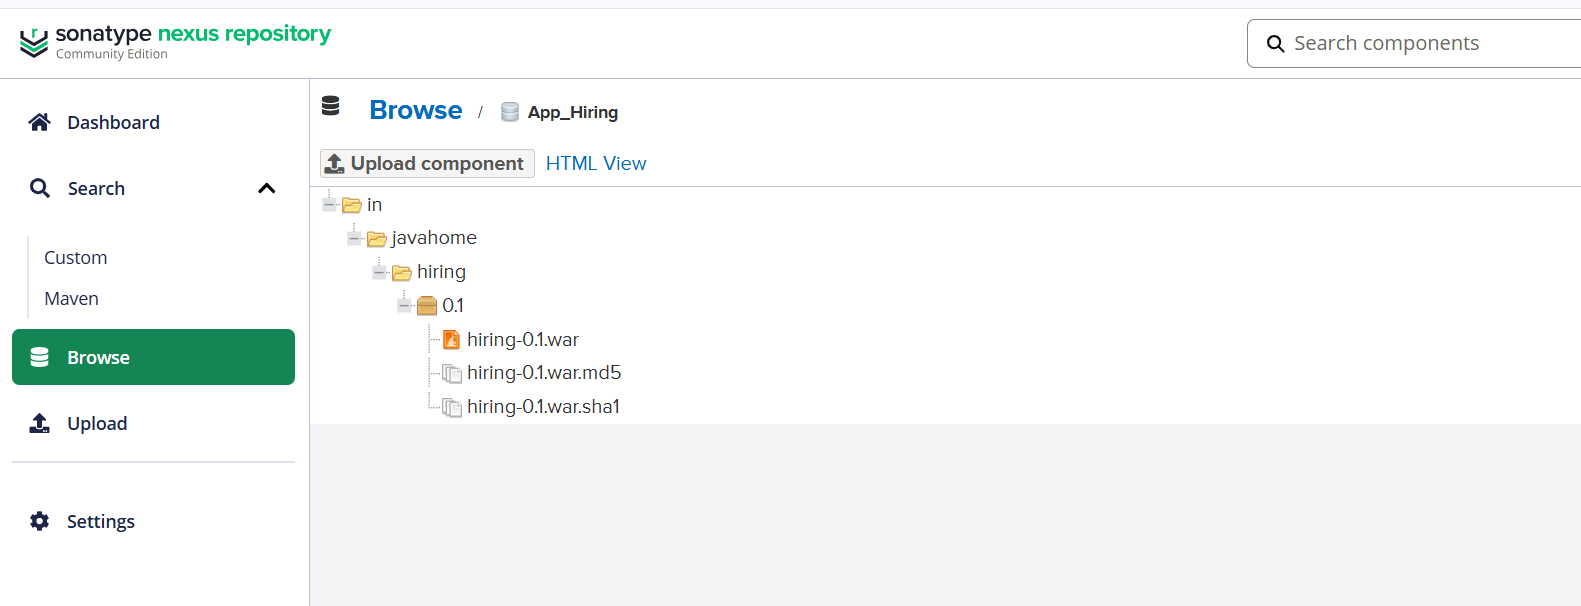 sonatype nexus repository
Community Edition
Search components
Dashboard
Search
Custom
Maven
Browse
Upload
Settings
Browse / App_Hiring
Upload component HTML View
in
javahome
hiring
0.1
hiring-0.1.war
hiring-0.1.war.md5
hiring-0.1.war.sha1